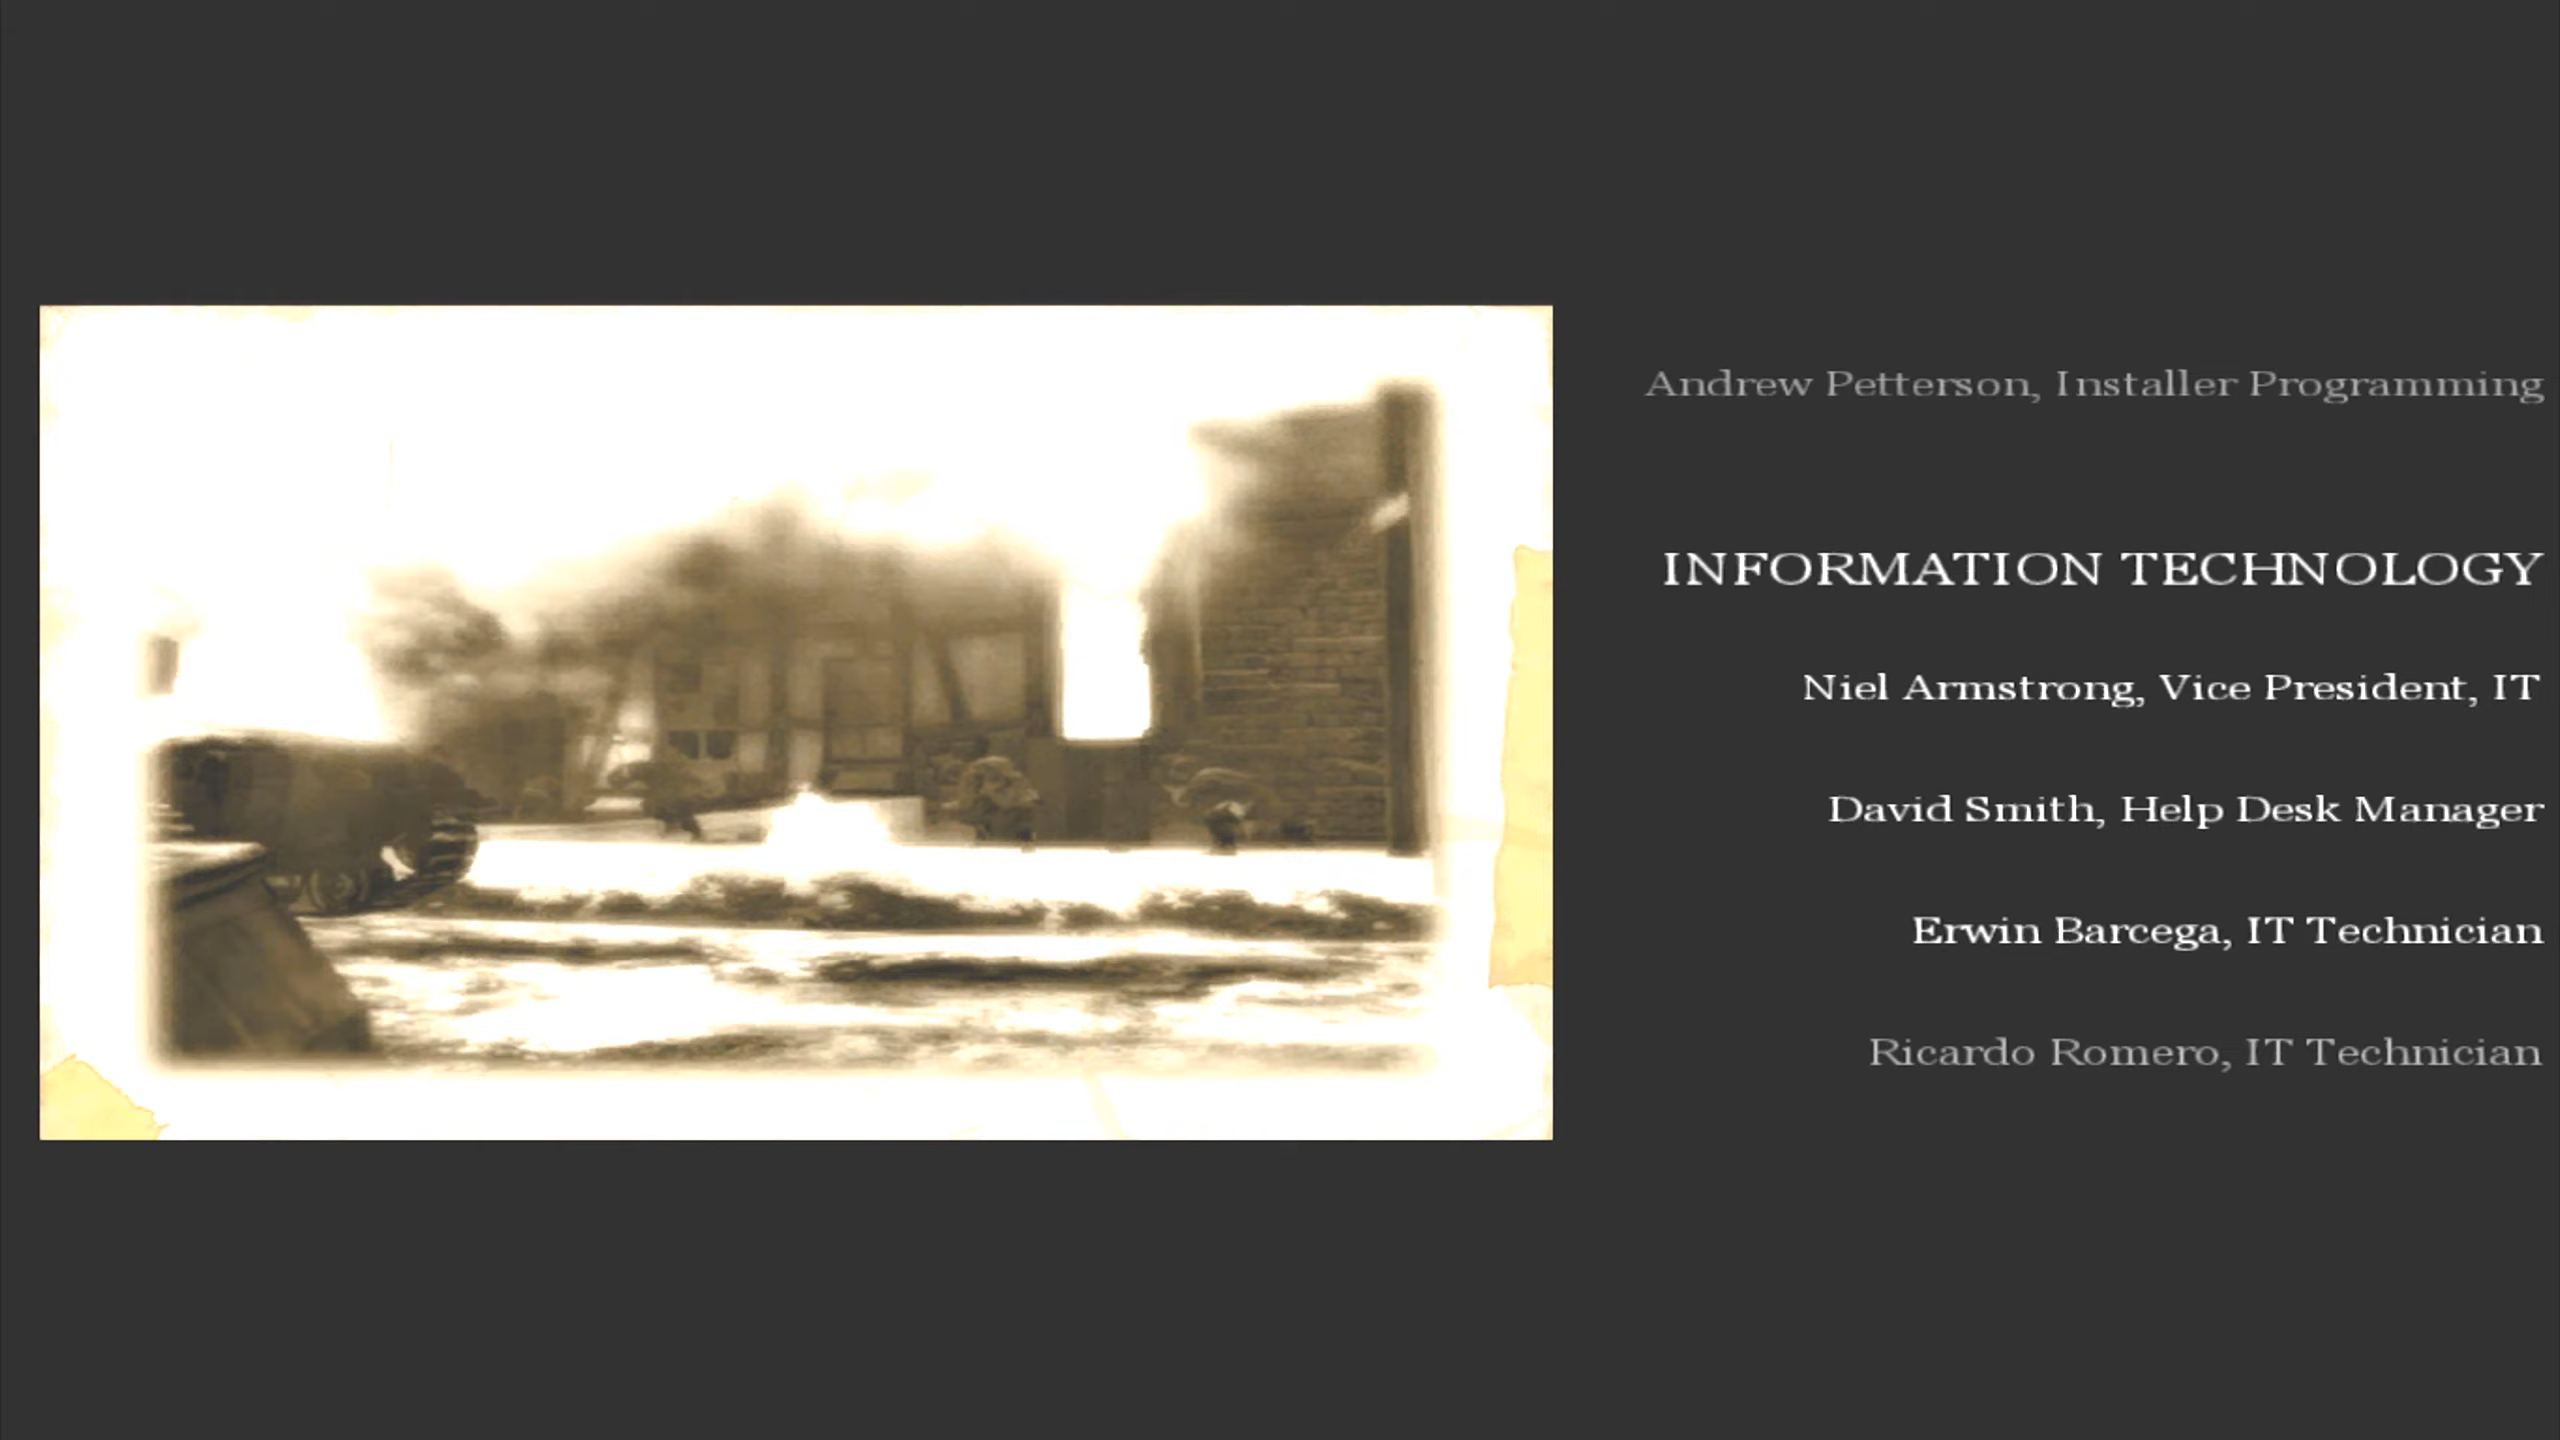 Andrew Petterson, Installer Programming
INFORMATION TECHNOLOGY
Niel Armstrong, Vice President, IT
David Smith, Help Desk Manager
Erwin Barcega, IT Technician
Ricardo Romero, IT Technician